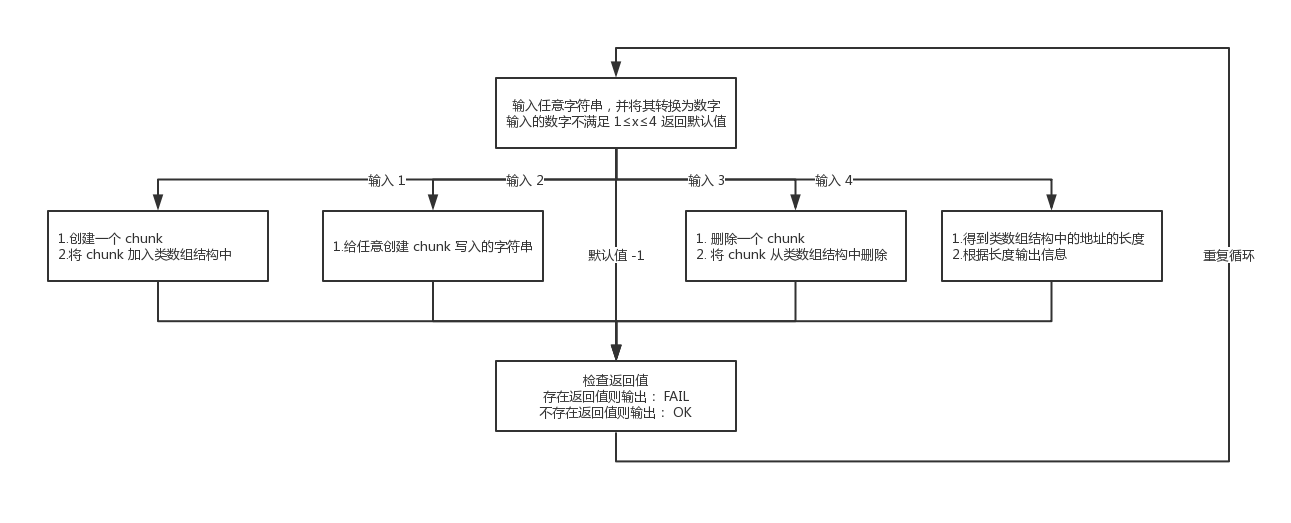 输入任意字符串，并将其转换为数字
输入的数字不满足 1≤x≤4 返回默认值
输入 1
输入 2
输入 3
输入 4
1.创建一个 chunk
2.将 chunk 加入类数组结构中
1.给任意创建 chunk 写入的字符串
默认值 -1
1. 删除一个 chunk
2. 将 chunk 从类数组结构中删除
1.得到类数组结构中的地址的长度
2.根据长度输出信息
重复循环
检查返回值
存在返回值则输出： FAIL
不存在返回值则输出： OK